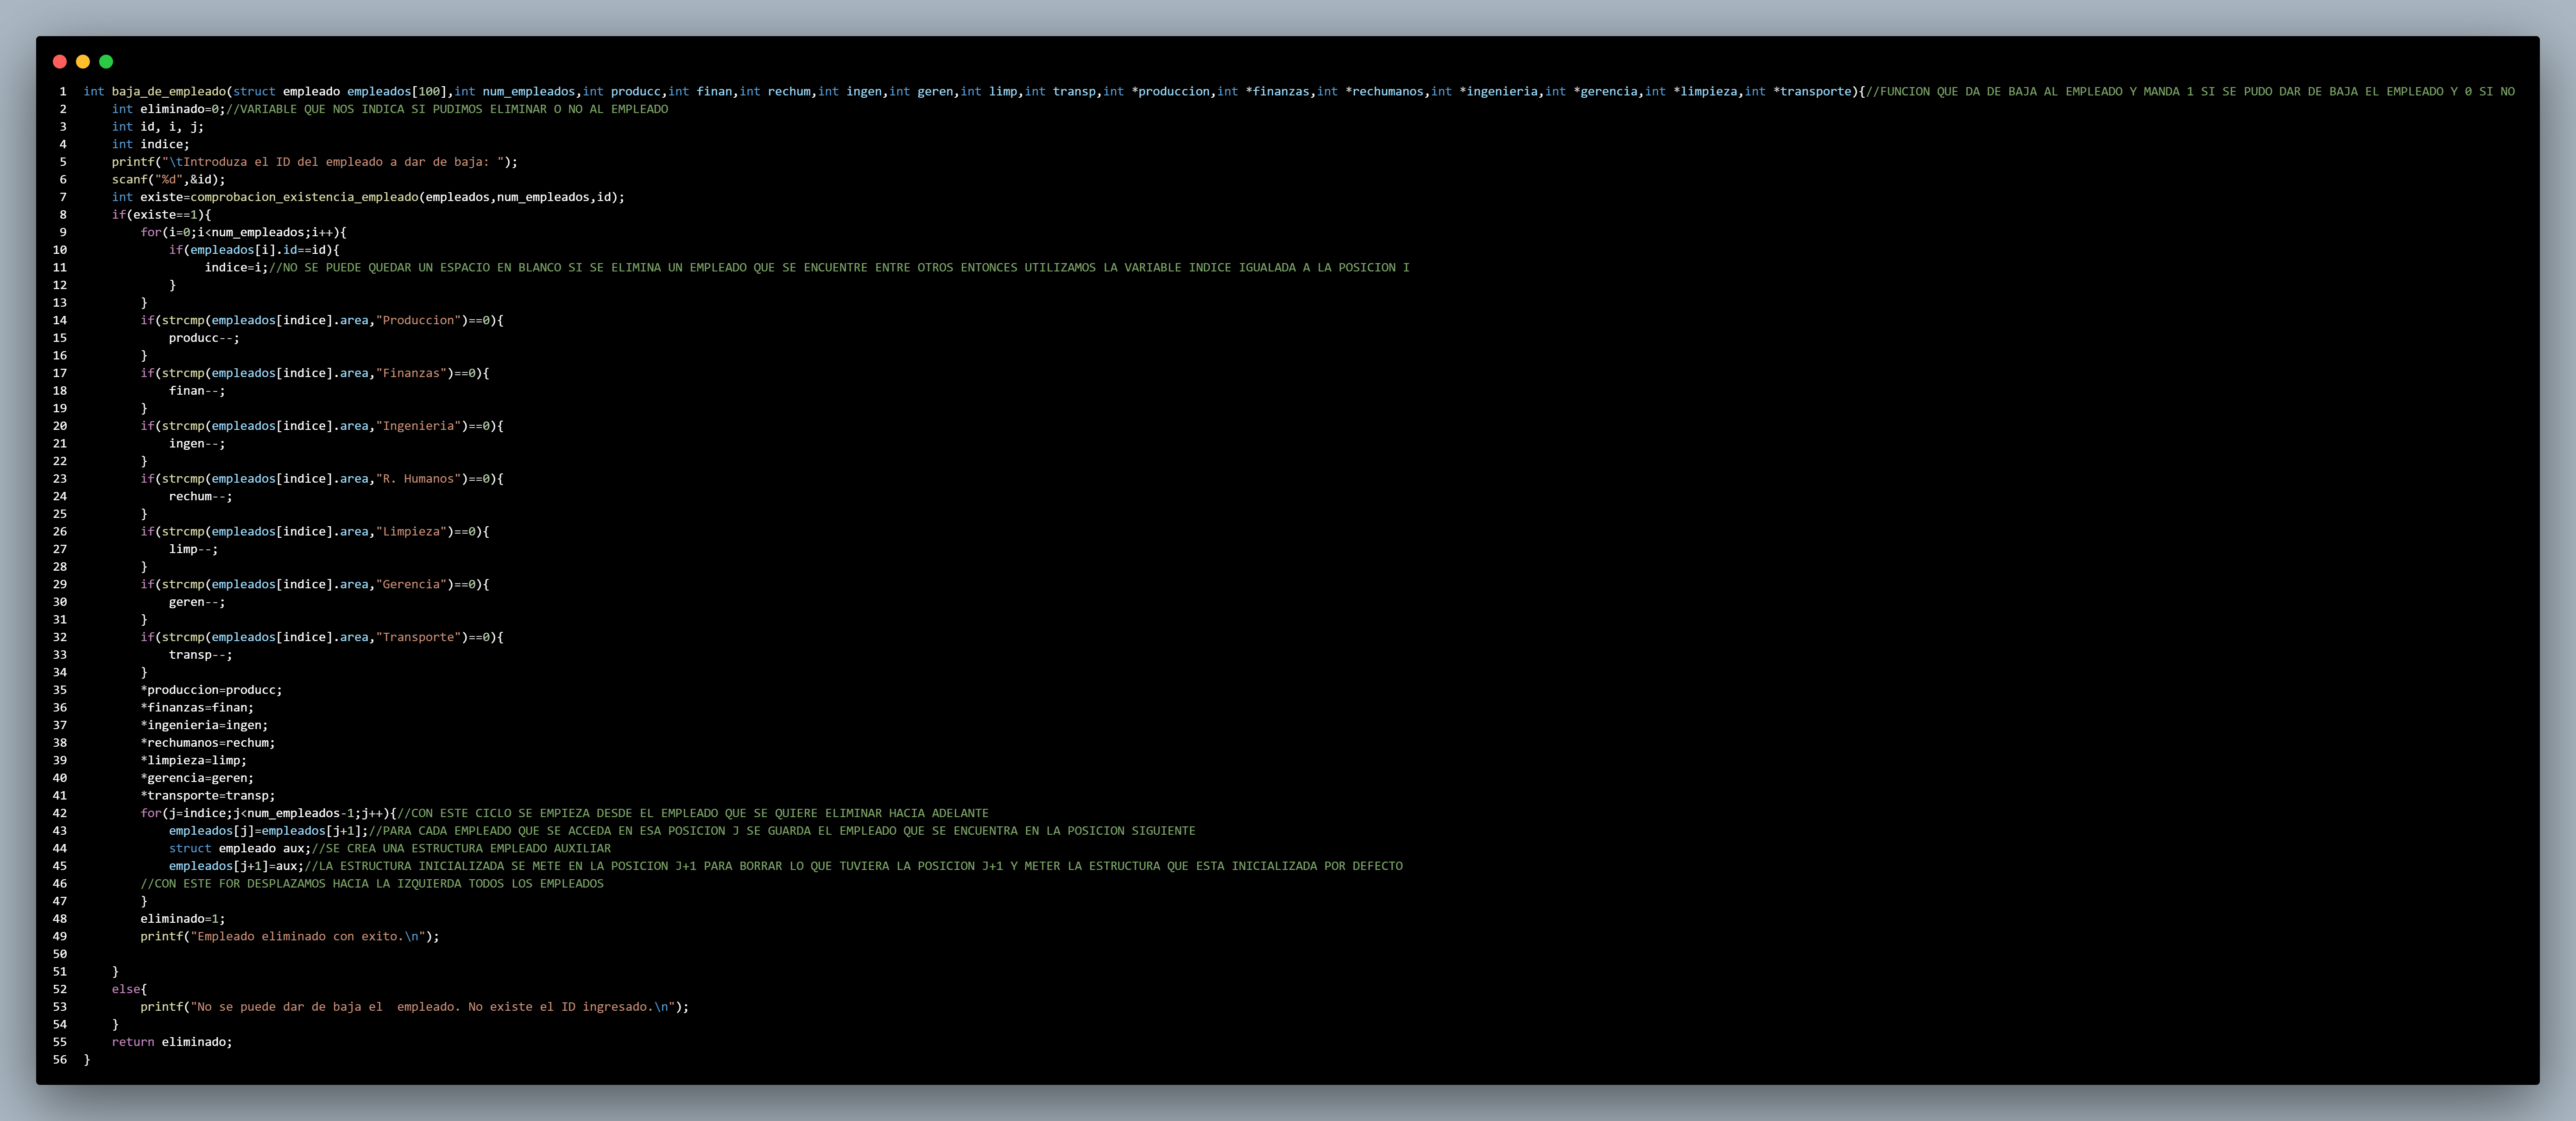 1 int baja_de_empleado(struct empleado empleados[100],int num_empleados,int producc,int finan,int rechum,int ingen,int geren,int limp,int transp,int *produccion,int *finanzas,int *rechumanos,int *ingenieria,int *gerencia,int *limpieza,int *transporte){//FUNCION QUE DA DE BAJA AL EMPLEADO Y MANDA 1 SI SE PUDO DAR DE BAJA EL EMPLEADO Y 0 SI NO
2     int eliminado=0;//VARIABLE QUE NOS INDICA SI PUDIMOS ELIMINAR O NO AL EMPLEADO
3     int id, i, j;
4     int indice;
5     printf("\tIntroduza el ID del empleado a dar de baja: ");
6     scanf("%d",&id);
7     int existe=comprobacion_existencia_empleado(empleados,num_empleados,id);
8     if(existe==1){
9         for(i=0;i<num_empleados;i++){
10             if(empleados[i].id==id){
11                  indice=i;//NO SE PUEDE QUEDAR UN ESPACIO EN BLANCO SI SE ELIMINA UN EMPLEADO QUE SE ENCUENTRE ENTRE OTROS ENTONCES UTILIZAMOS LA VARIABLE INDICE IGUALADA A LA POSICION I
12             }
13         }
14         if(strcmp(empleados[indice].area,"Produccion")==0){
15             producc--;
16         }
17         if(strcmp(empleados[indice].area,"Finanzas")==0){
18             finan--;
19         }
20         if(strcmp(empleados[indice].area,"Ingenieria")==0){
21             ingen--;
22         }
23         if(strcmp(empleados[indice].area,"R. Humanos")==0){
24             rechum--;
25         }
26         if(strcmp(empleados[indice].area,"Limpieza")==0){
27             limp--;
28         }
29         if(strcmp(empleados[indice].area,"Gerencia")==0){
30             geren--;
31         }
32         if(strcmp(empleados[indice].area,"Transporte")==0){
33             transp--;
34         }
35         *produccion=producc;
36         *finanzas=finan;
37         *ingenieria=ingen;
38         *rechumanos=rechum;
39         *limpieza=limp;
40         *gerencia=geren;
41         *transporte=transp;
42         for(j=indice;j<num_empleados-1;j++){//CON ESTE CICLO SE EMPIEZA DESDE EL EMPLEADO QUE SE QUIERE ELIMINAR HACIA ADELANTE
43             empleados[j]=empleados[j+1];//PARA CADA EMPLEADO QUE SE ACCEDA EN ESA POSICION J SE GUARDA EL EMPLEADO QUE SE ENCUENTRA EN LA POSICION SIGUIENTE
44             struct empleado aux;//SE CREA UNA ESTRUCTURA EMPLEADO AUXILIAR
45             empleados[j+1]=aux;//LA ESTRUCTURA INICIALIZADA SE METE EN LA POSICION J+1 PARA BORRAR LO QUE TUVIERA LA POSICION J+1 Y METER LA ESTRUCTURA QUE ESTA INICIALIZADA POR DEFECTO
46         //CON ESTE FOR DESPLAZAMOS HACIA LA IZQUIERDA TODOS LOS EMPLEADOS
47         }
48         eliminado=1;
49         printf("Empleado eliminado con exito.\n");
50
51     }
52     else{
53         printf("No se puede dar de baja el  empleado. No existe el ID ingresado.\n");
54     }
55     return eliminado;
56 }